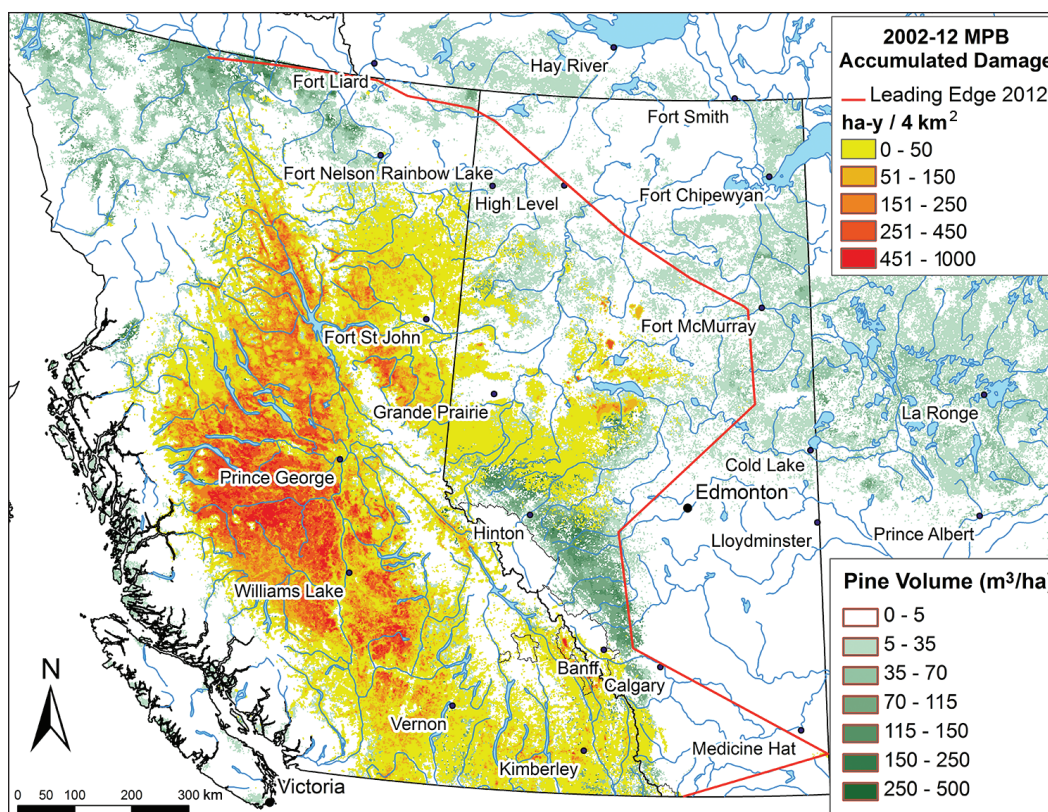 2002-12 MPB
Accumulated Damage
Leading Edge 2012
ha-y / 4 km²
0 - 50
51 - 150
151 - 250
251 - 450
451 - 1000
Hay River
Fort Liard
Fort Smith
Fort Nelson
Rainbow Lake
High Level
Fort Chipewyan
Fort St John
Fort McMurray
Grande Prairie
La Ronge
Prince George
Cold Lake
Edmonton
Hinton
Lloydminster
Prince Albert
Williams Lake
Banff
Calgary
Vernon
Medicine Hat
Kimberley
Victoria
Pine Volume (m³/ha)
0 - 5
5 - 35
35 - 70
70 - 115
115 - 150
150 - 250
250 - 500
N
0 50 100 200 300 km